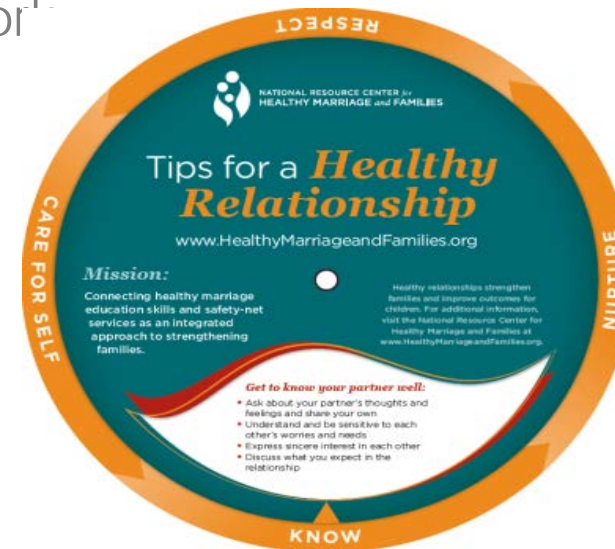 RESPECT
NATIONAL RESOURCE CENTER for
HEALTHY MARRIAGE and FAMILIES
Tips for a Healthy
Relationship
www.HealthyMarriageandFamilies.org
CARE FOR SELF
NURTURE
Mission:
Connecting healthy marriage
education skills and safety-net
services as an integrated
approach to strengthening
families.
Healthy relationships strengthen
families and improve outcomes for
children. For additional information,
visit the National Resource Center for
Healthy Marriage and Families at
www.HealthyMarriageandFamilies.org.
Get to know your partner well:
• Ask about your partner's thoughts and
feelings and share your own
• Understand and be sensitive to each
other's worries and needs
• Express sincere interest in each other
• Discuss what you expect in the
relationship
KNOW